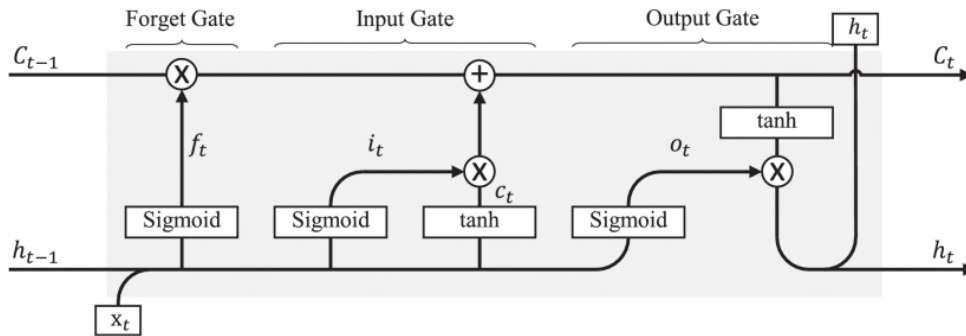 Forget Gate Input Gate Output Gate
h_t
C_{t-1} X + C_t
tanh
f_t i_t X o_t X
c_t
Sigmoid Sigmoid tanh Sigmoid
h_{t-1} h_t
x_t